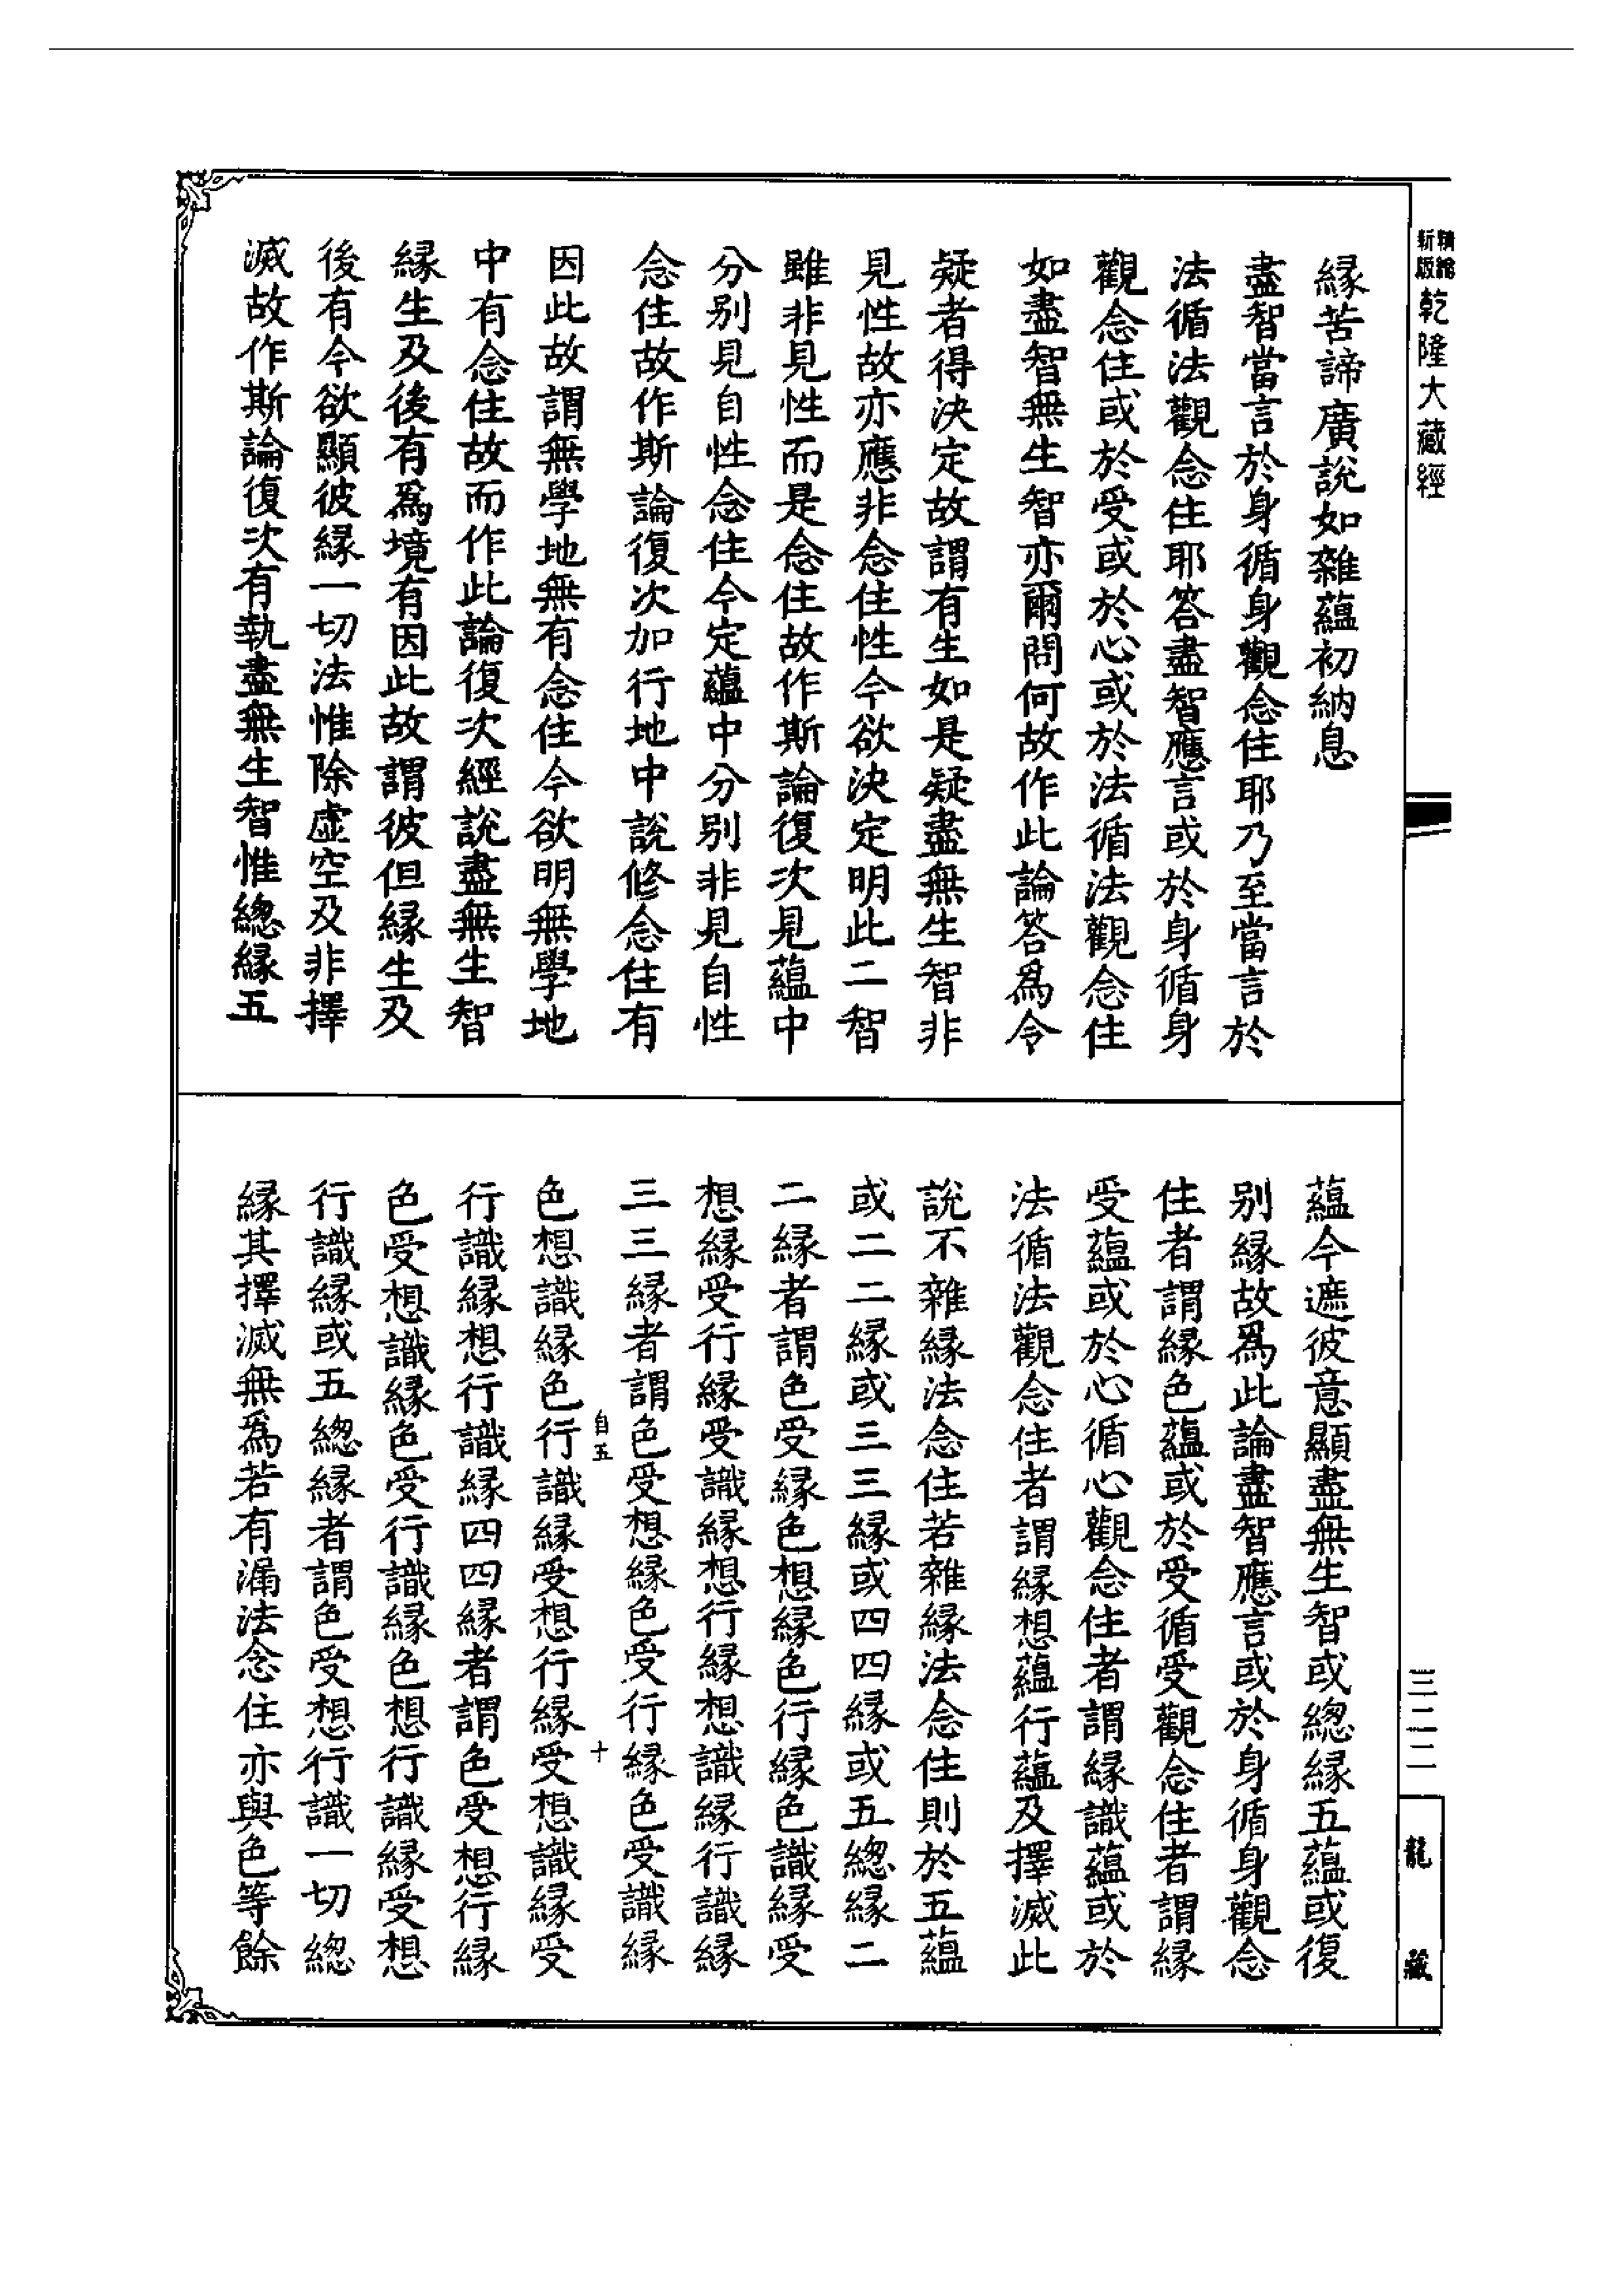 新版
精縮
乾隆大藏經
緣苦諦廣說如雜蘊初納息
盡智當言於身循身觀念住耶乃至當言於
法循法觀念住耶答盡智應言或於身循身
觀念住或於受或於心或於法循法觀念住
如盡智無生智亦爾問何故作此論答爲令
疑者得決定故謂有生如是疑盡無生智非
見性故亦應非念住性今欲決定明此二智
雖非見性而是念住故作斯論復次見蘊中
分別見自性念住今定蘊中分別非見自性
念住故作斯論復次加行地中說修念住有
因此故謂無學地無有念住今欲明無學地
中有念住故而作此論復次經說盡無生智
緣生及後有爲境有因此故謂彼但緣生及
後有今欲顯彼緣一切法惟除虛空及非擇
滅故作斯論復次有執盡無生智惟總緣五
蘊今遮彼意顯盡無生智或總緣五蘊或復
別緣故爲此論盡智應言或於身循身觀念
住者謂緣色蘊或於受循受觀念住者謂緣
受蘊或於心循心觀念住者謂緣識蘊或於
法循法觀念住者謂緣想蘊行蘊及擇滅此
說不雜緣法念住若雜緣法念住則於五蘊
或二二緣或三三緣或四四緣或五總緣二
二緣者謂色受緣色想緣色行緣色識緣受
想緣受行緣受識緣想行緣想識緣行識緣
三三緣者謂色受想緣色受行緣色受識緣
自五 十
色想識緣色行識緣受想行緣受想識緣受
行識緣想行識緣四四緣者謂色受想行緣
色受想識緣色受行識緣色想行識緣受想
行識緣或五總緣者謂色受想行識一切總
緣其擇滅無爲若有漏法念住亦與色等餘
三二二
龍藏